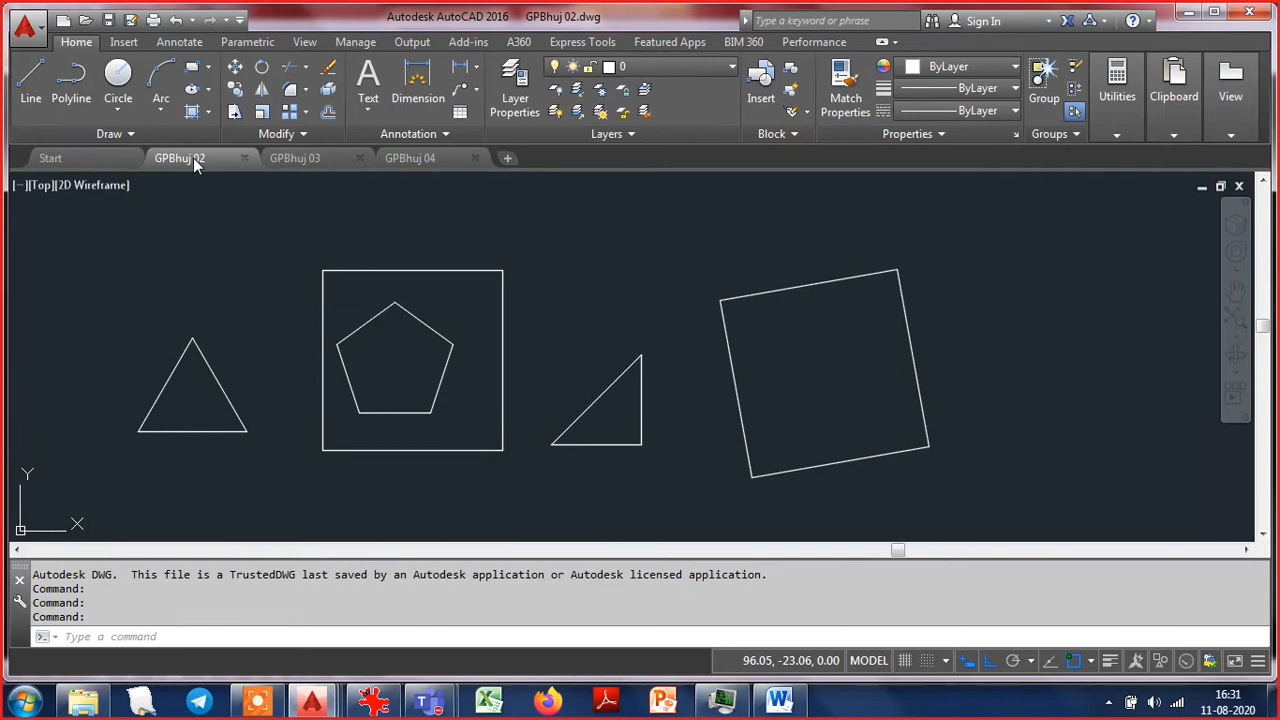 Autodesk AutoCAD 2016 GPBhuj 02.dwg
Type a keyword or phrase
Sign In
Home Insert Annotate Parametric View Manage Output Add-ins A360 Express Tools Featured Apps BIM 360 Performance
Line Polyline Circle Arc
Text Dimension
Layer Properties
0
Insert
Match Properties
ByLayer
ByLayer
ByLayer
Group
Utilities
Clipboard
View
Draw Modify Annotation Layers Block Properties Groups
Start GPBhuj 02 GPBhuj 03 GPBhuj 04
[−][Top][2D Wireframe]
Y
X
Autodesk DWG. This file is a TrustedDWG last saved by an Autodesk application or Autodesk licensed application.
Command:
Command:
Command:
Type a command
96.05, -23.06, 0.00 MODEL
16:31
11-08-2020